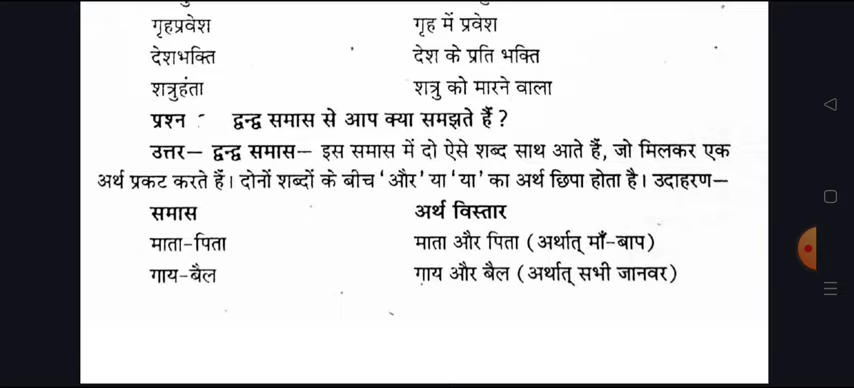 गृहप्रवेश गृह में प्रवेश
देशभक्ति देश के प्रति भक्ति
शत्रुहंता शत्रु को मारने वाला
प्रश्न द्वन्द्व समास से आप क्या समझते हैं ?
उत्तर— द्वन्द्व समास— इस समास में दो ऐसे शब्द साथ आते हैं, जो मिलकर एक
अर्थ प्रकट करते हैं। दोनों शब्दों के बीच ‘और’ या ‘या’ का अर्थ छिपा होता है। उदाहरण—
समास अर्थ विस्तार
माता-पिता माता और पिता (अर्थात् माँ-बाप)
गाय-बैल गाय और बैल (अर्थात् सभी जानवर)